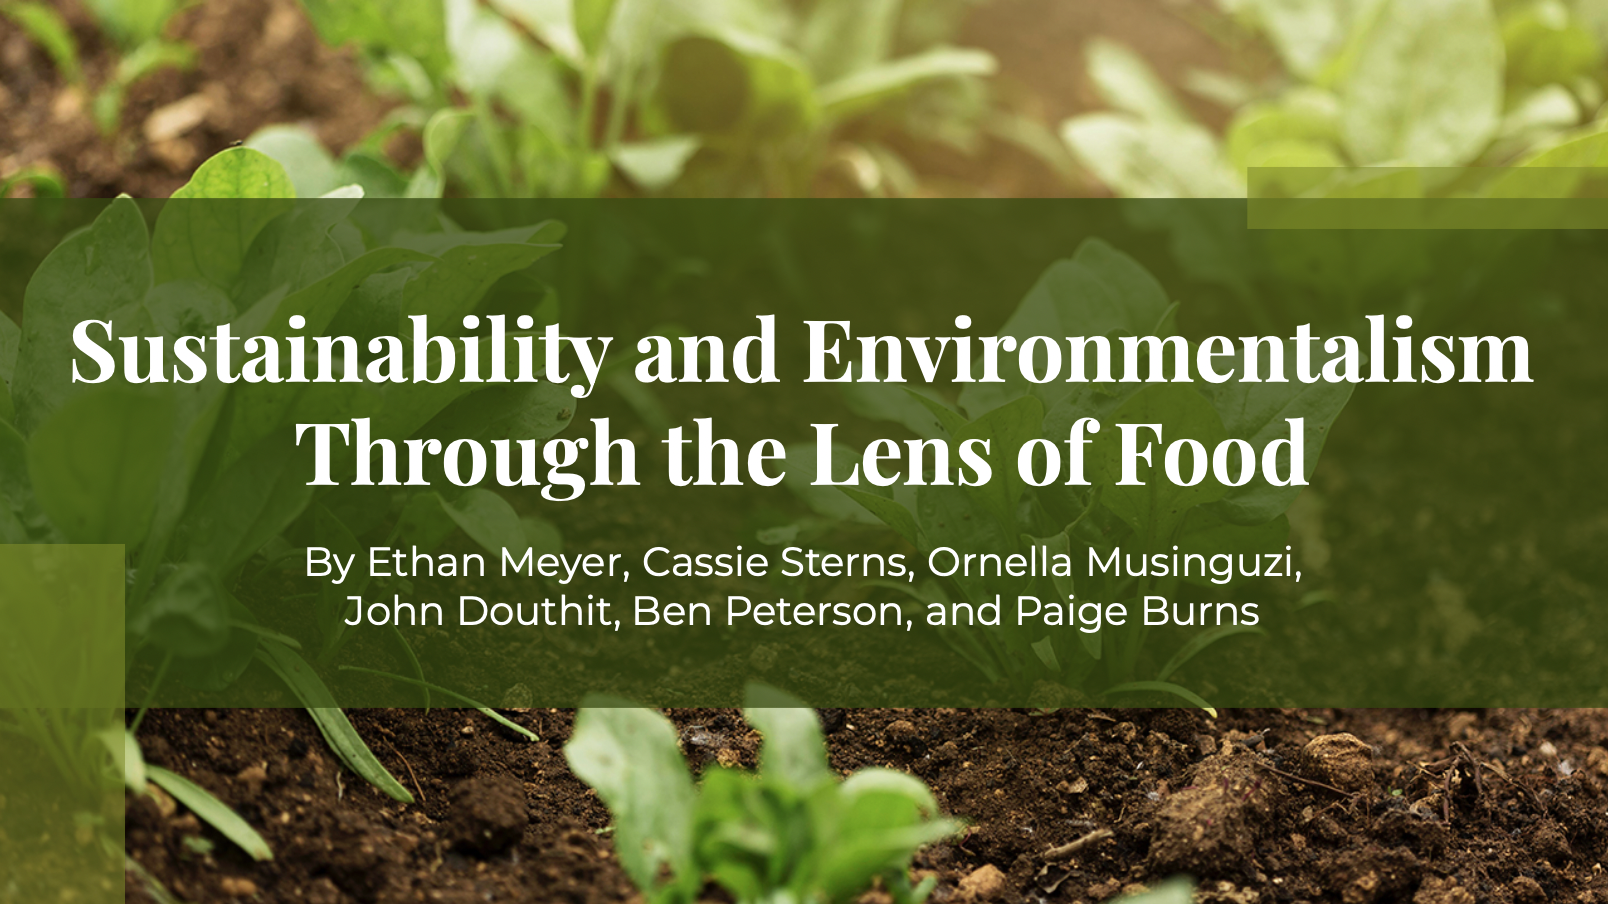 Sustainability and Environmentalism
Through the Lens of Food
By Ethan Meyer, Cassie Sterns, Ornella Musinguzi,
John Douthit, Ben Peterson, and Paige Burns